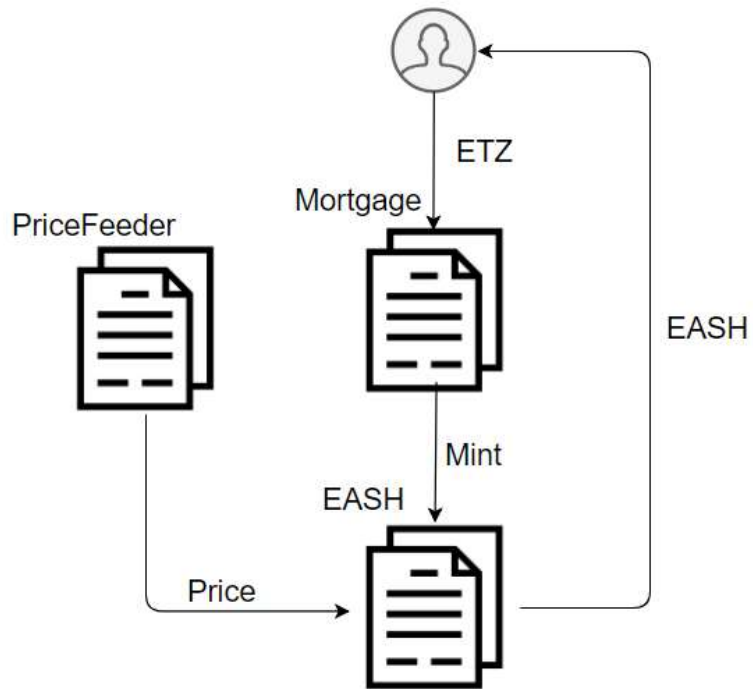 ETZ
Mortgage
PriceFeeder
EASH
Mint
EASH
Price